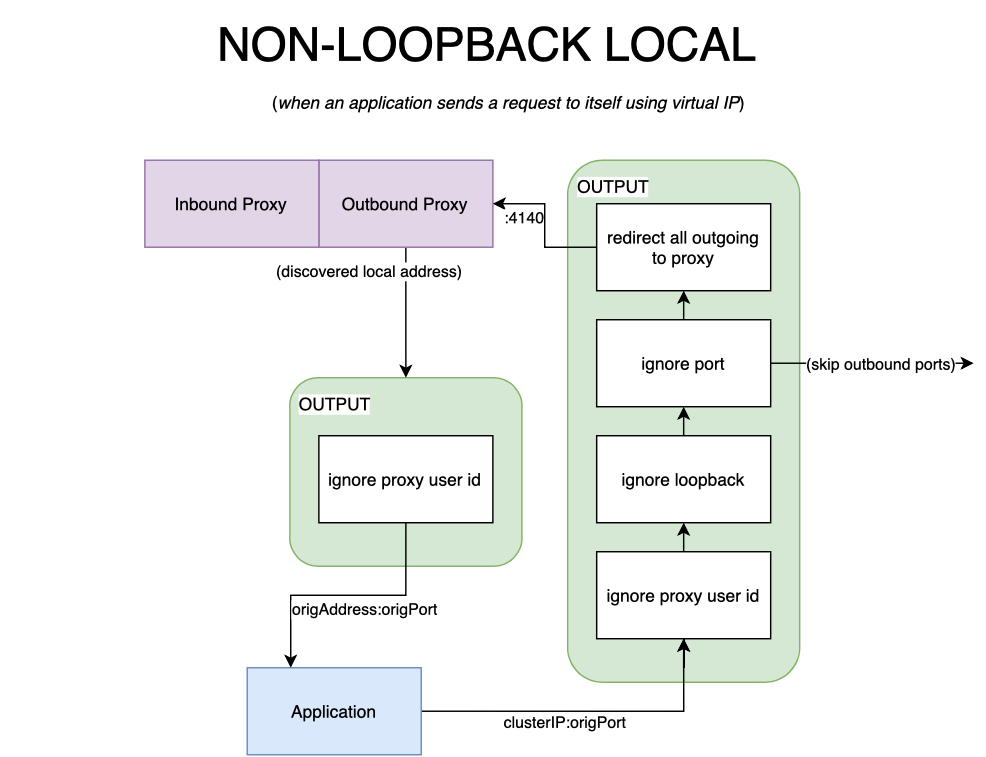 NON-LOOPBACK LOCAL
(when an application sends a request to itself using virtual IP)
Inbound Proxy
Outbound Proxy
:4140
(discovered local address)
OUTPUT
redirect all outgoing
to proxy
ignore port
(skip outbound ports)
ignore loopback
ignore proxy user id
OUTPUT
ignore proxy user id
origAddress:origPort
Application
clusterIP:origPort